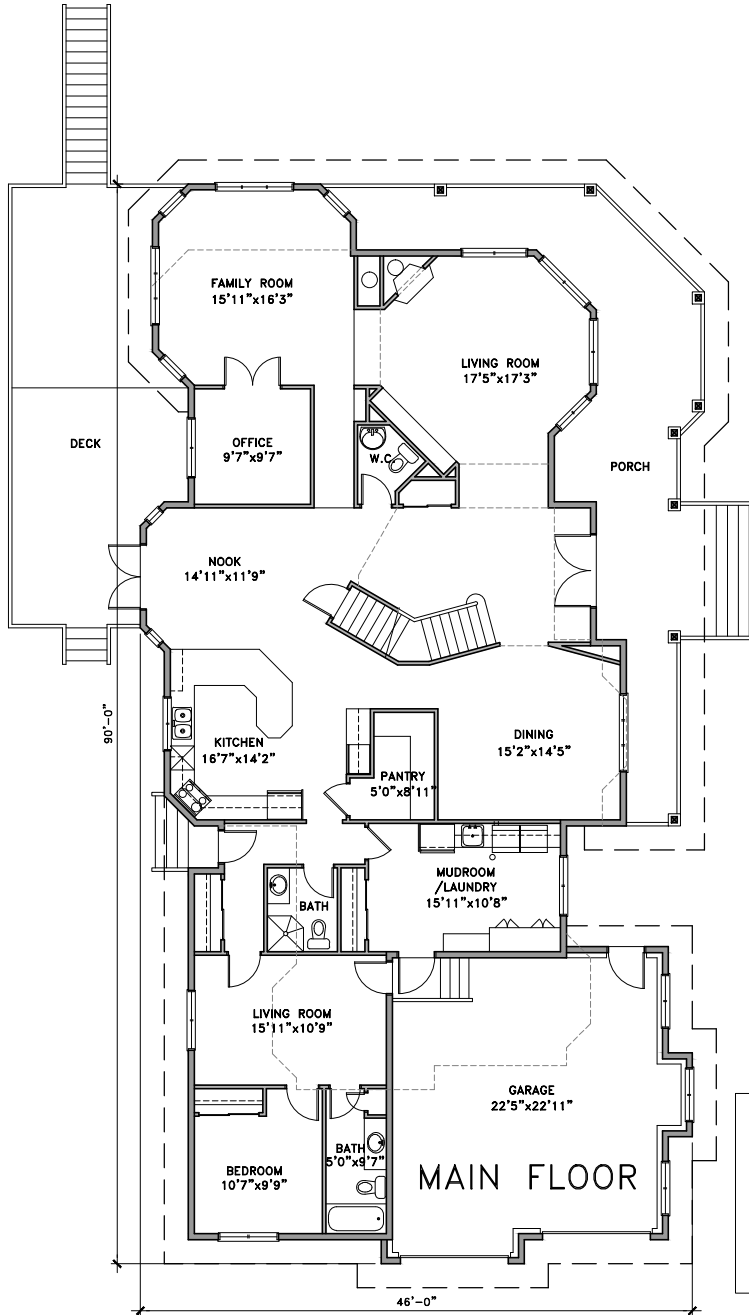 FAMILY ROOM
15'11"x16'3"
LIVING ROOM
17'5"x17'3"
DECK
OFFICE
9'7"x9'7"
W.C.
PORCH
NOOK
14'11"x11'9"
90'-0"
KITCHEN
16'7"x14'2"
DINING
15'2"x14'5"
PANTRY
5'0"x8'11"
MUDROOM
/LAUNDRY
15'11"x10'8"
BATH
LIVING ROOM
15'11"x10'9"
GARAGE
22'5"x22'11"
BATH
5'0"x9'7"
BEDROOM
10'7"x9'9"
MAIN FLOOR
46'-0"